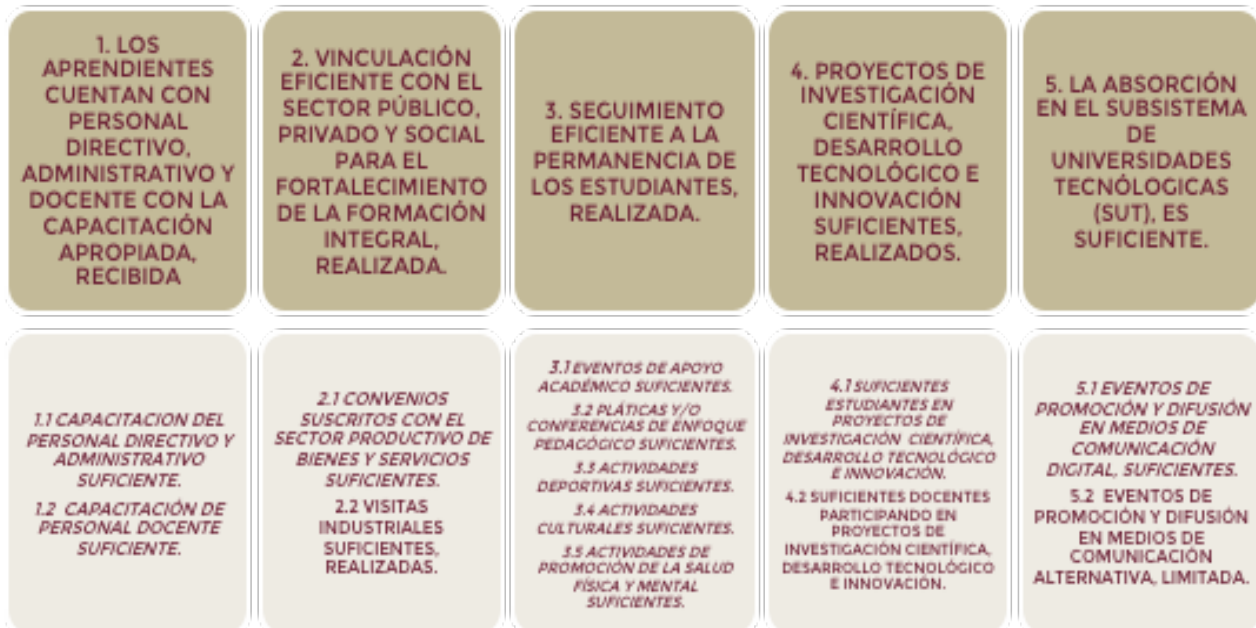 1. LOS
APRENDIENTES
CUENTAN CON
PERSONAL
DIRECTIVO,
ADMINISTRATIVO Y
DOCENTE CON LA
CAPACITACIÓN
APROPIADA,
RECIBIDA
2. VINCULACIÓN
EFICIENTE CON EL
SECTOR PÚBLICO,
PRIVADO Y SOCIAL
PARA EL
FORTALECIMIENTO
DE LA FORMACIÓN
INTEGRAL,
REALIZADA.
3. SEGUIMIENTO
EFICIENTE A LA
PERMANENCIA DE
LOS ESTUDIANTES,
REALIZADA.
4. PROYECTOS DE
INVESTIGACIÓN
CIENTÍFICA,
DESARROLLO
TECNOLÓGICO E
INNOVACIÓN
SUFICIENTES,
REALIZADOS.
5. LA ABSORCIÓN
EN EL SUBSISTEMA
DE
UNIVERSIDADES
TECNÓLOGICAS
(SUT), ES
SUFICIENTE.
1.1 CAPACITACION DEL
PERSONAL DIRECTIVO Y
ADMINISTRATIVO
SUFICIENTE.
1.2 CAPACITACIÓN DE
PERSONAL DOCENTE
SUFICIENTE.
2.1 CONVENIOS
SUSCRITOS CON EL
SECTOR PRODUCTIVO DE
BIENES Y SERVICIOS
SUFICIENTES.
2.2 VISITAS
INDUSTRIALES
SUFICIENTES,
REALIZADAS.
3.1 EVENTOS DE APOYO
ACADÉMICO SUFICIENTES.
3.2 PLÁTICAS Y/O
CONFERENCIAS DE ENFOQUE
PEDAGÓGICO SUFICIENTES.
3.3 ACTIVIDADES
DEPORTIVAS SUFICIENTES.
3.4 ACTIVIDADES
CULTURALES SUFICIENTES.
3.5 ACTIVIDADES DE
PROMOCIÓN DE LA SALUD
FÍSICA Y MENTAL
SUFICIENTES.
4.1 SUFICIENTES
ESTUDIANTES EN
PROYECTOS DE
INVESTIGACIÓN CIENTÍFICA,
DESARROLLO TECNOLÓGICO
E INNOVACIÓN.
4.2 SUFICIENTES DOCENTES
PARTICIPANDO EN
PROYECTOS DE
INVESTIGACIÓN CIENTÍFICA,
DESARROLLO TECNOLÓGICO
E INNOVACIÓN.
5.1 EVENTOS DE
PROMOCIÓN Y DIFUSIÓN
EN MEDIOS DE
COMUNICACIÓN
DIGITAL, SUFICIENTES.
5.2 EVENTOS DE
PROMOCIÓN Y DIFUSIÓN
EN MEDIOS DE
COMUNICACIÓN
ALTERNATIVA, LIMITADA.